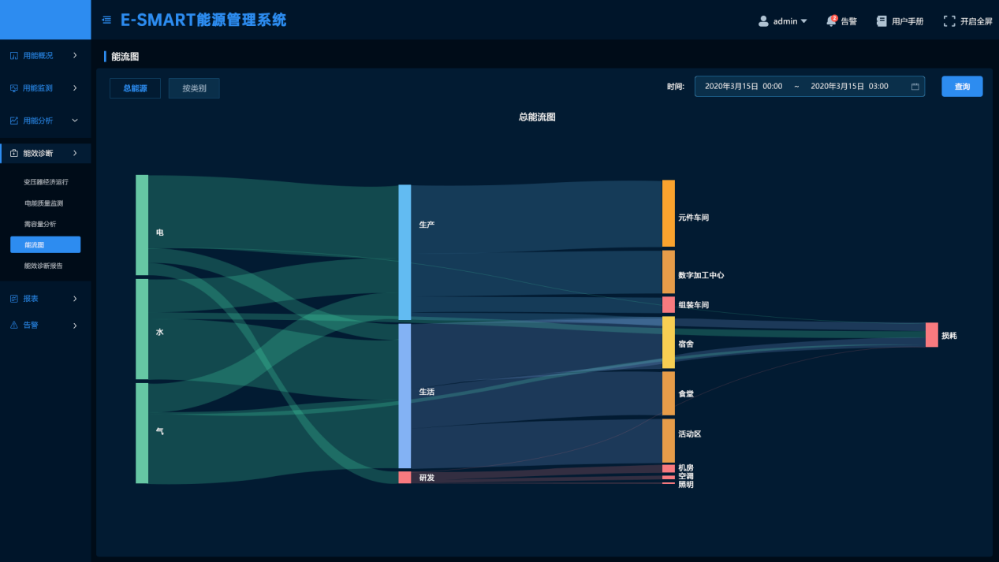 E-SMART能源管理系统
admin
2
告警
用户手册
开启全屏
用能概况
用能监测
用能分析
能效诊断
变压器经济运行
电能质量监测
需容量分析
能流图
能效诊断报告
报表
告警
能流图
总能源
按类别
时间:
2020年3月15日 00:00 ~ 2020年3月15日 03:00
查询
总能流图
电
水
气
生产
生活
研发
元件车间
数字加工中心
组装车间
宿舍
食堂
活动区
机房
空调
照明
损耗